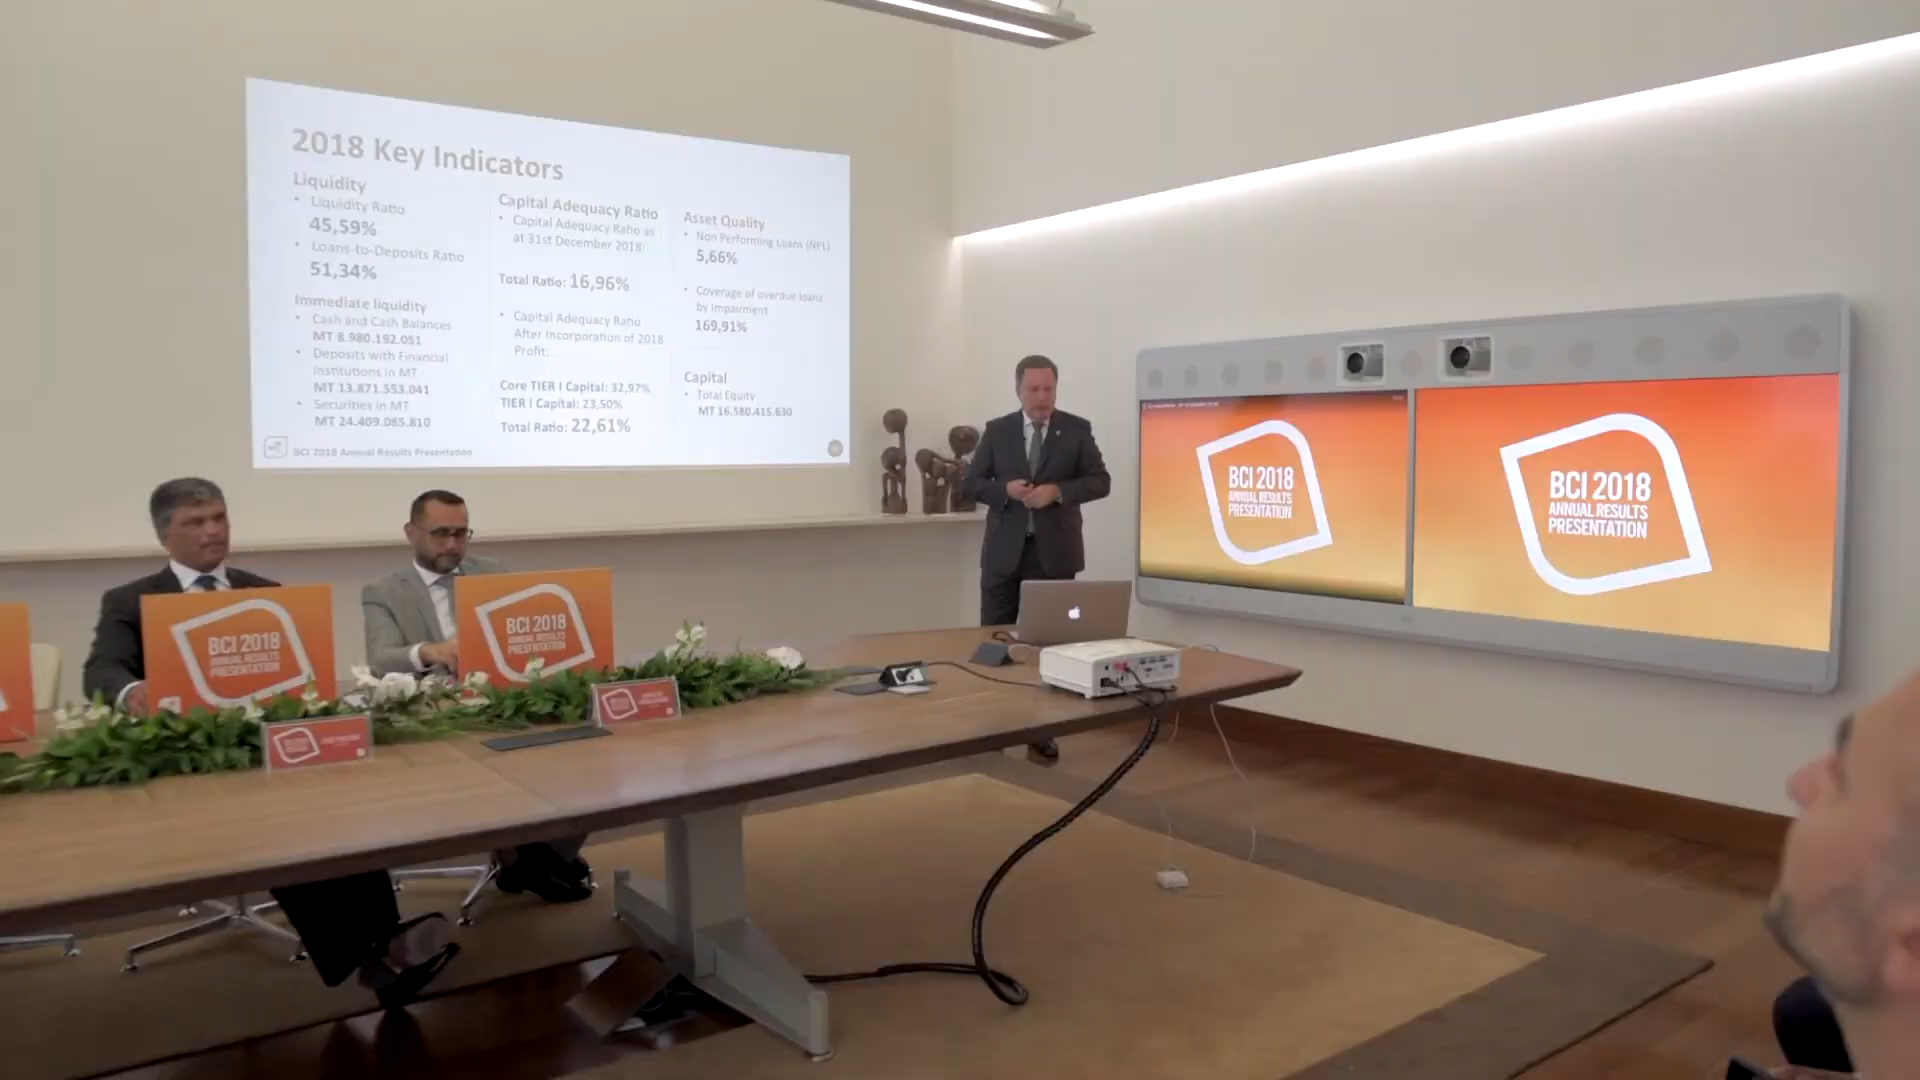 2018 Key Indicators
Liquidity
• Liquidity Ratio
45,59%
• Loans-to-Deposits Ratio
51,34%
Immediate liquidity
• Cash and Cash Balances
MT 8.980.192.051
• Deposits with Financial
institutions in MT
MT 13.871.553.041
• Securities in MT
MT 24.409.085.810
Capital Adequacy Ratio
• Capital Adequacy Ratio as
at 31st December 2018:
Total Ratio: 16,96%
• Capital Adequacy Ratio
After Incorporation of 2018
Profit:
Core TIER I Capital: 32,97%
TIER I Capital: 23,50%
Total Ratio: 22,61%
Asset Quality
• Non Performing Loans (NPL)
5,66%
• Coverage of overdue loans
by Impairment
169,91%
Capital
• Total Equity
MT 16.580.415.630
BCI 2018 Annual Results Presentation
BCI 2018
ANNUAL RESULTS
PRESENTATION
BCI 2018
ANNUAL RESULTS
PRESENTATION
BCI 2018
ANNUAL RESULTS
PRESENTATION
BCI 2018
ANNUAL RESULTS
PRESENTATION